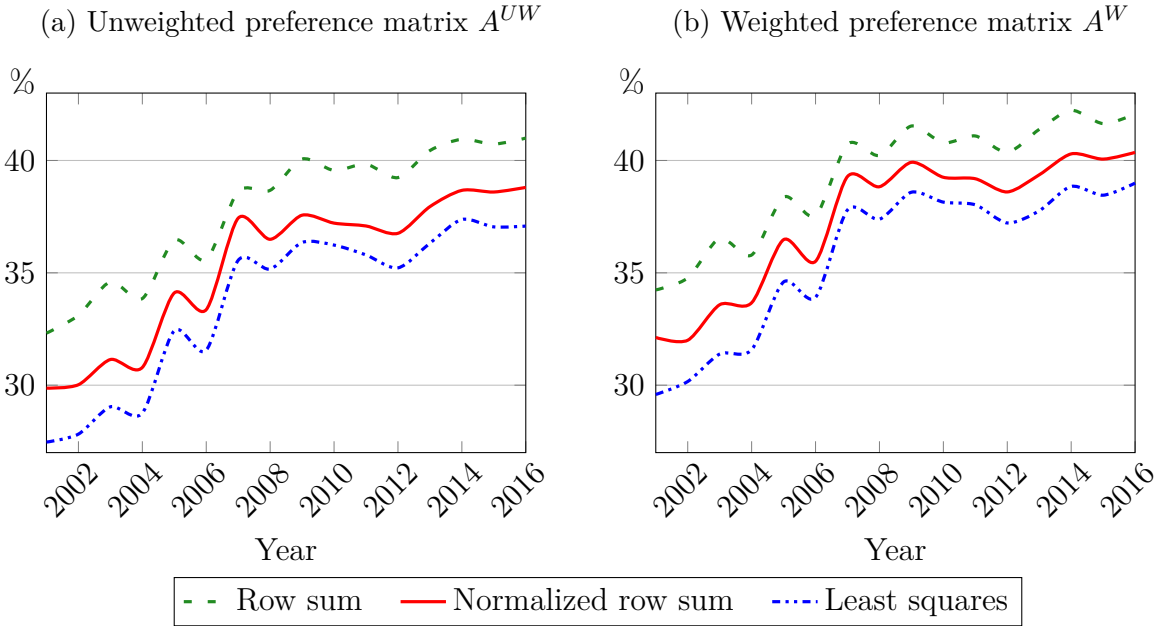 (a) Unweighted preference matrix A^{UW}
%
40
35
30
2002 2004 2006 2008 2010 2012 2014 2016
Year
(b) Weighted preference matrix A^{W}
%
40
35
30
2002 2004 2006 2008 2010 2012 2014 2016
Year
Row sum Normalized row sum Least squares